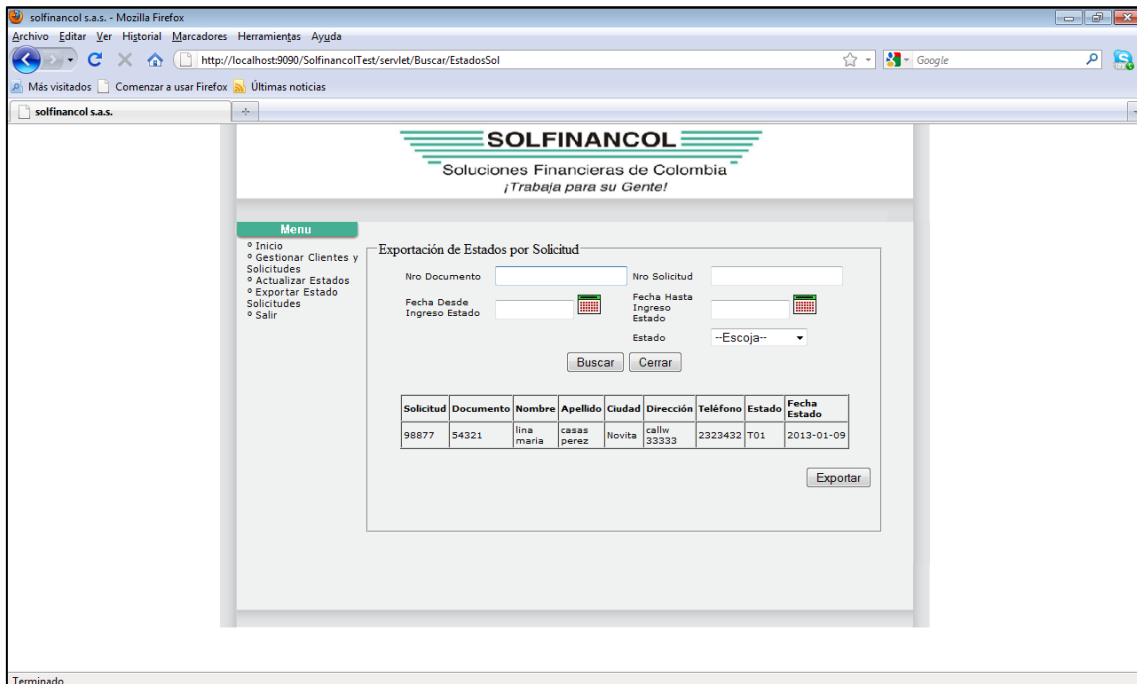 solfinancol s.a.s. - Mozilla Firefox
Archivo Editar Ver Historial Marcadores Herramientas Ayuda
http://localhost:9090/SolfinancolTest/servlet/Buscar/EstadosSol
Google
Más visitados Comenzar a usar Firefox Últimas noticias
solfinancol s.a.s.
SOLFINANCOL
Soluciones Financieras de Colombia
¡Trabaja para su Gente!
Menu
º Inicio
º Gestionar Clientes y
Solicitudes
º Actualizar Estados
º Exportar Estado
Solicitudes
º Salir
Exportación de Estados por Solicitud
Nro Documento Nro Solicitud
Fecha Desde
Ingreso Estado
Fecha Hasta
Ingreso
Estado
Estado --Escoja--
Buscar Cerrar
Solicitud Documento Nombre Apellido Ciudad Dirección Teléfono Estado Fecha Estado
98877 54321 lina maria casas perez Novita callw 33333 2323432 T01 2013-01-09
Exportar
Terminado